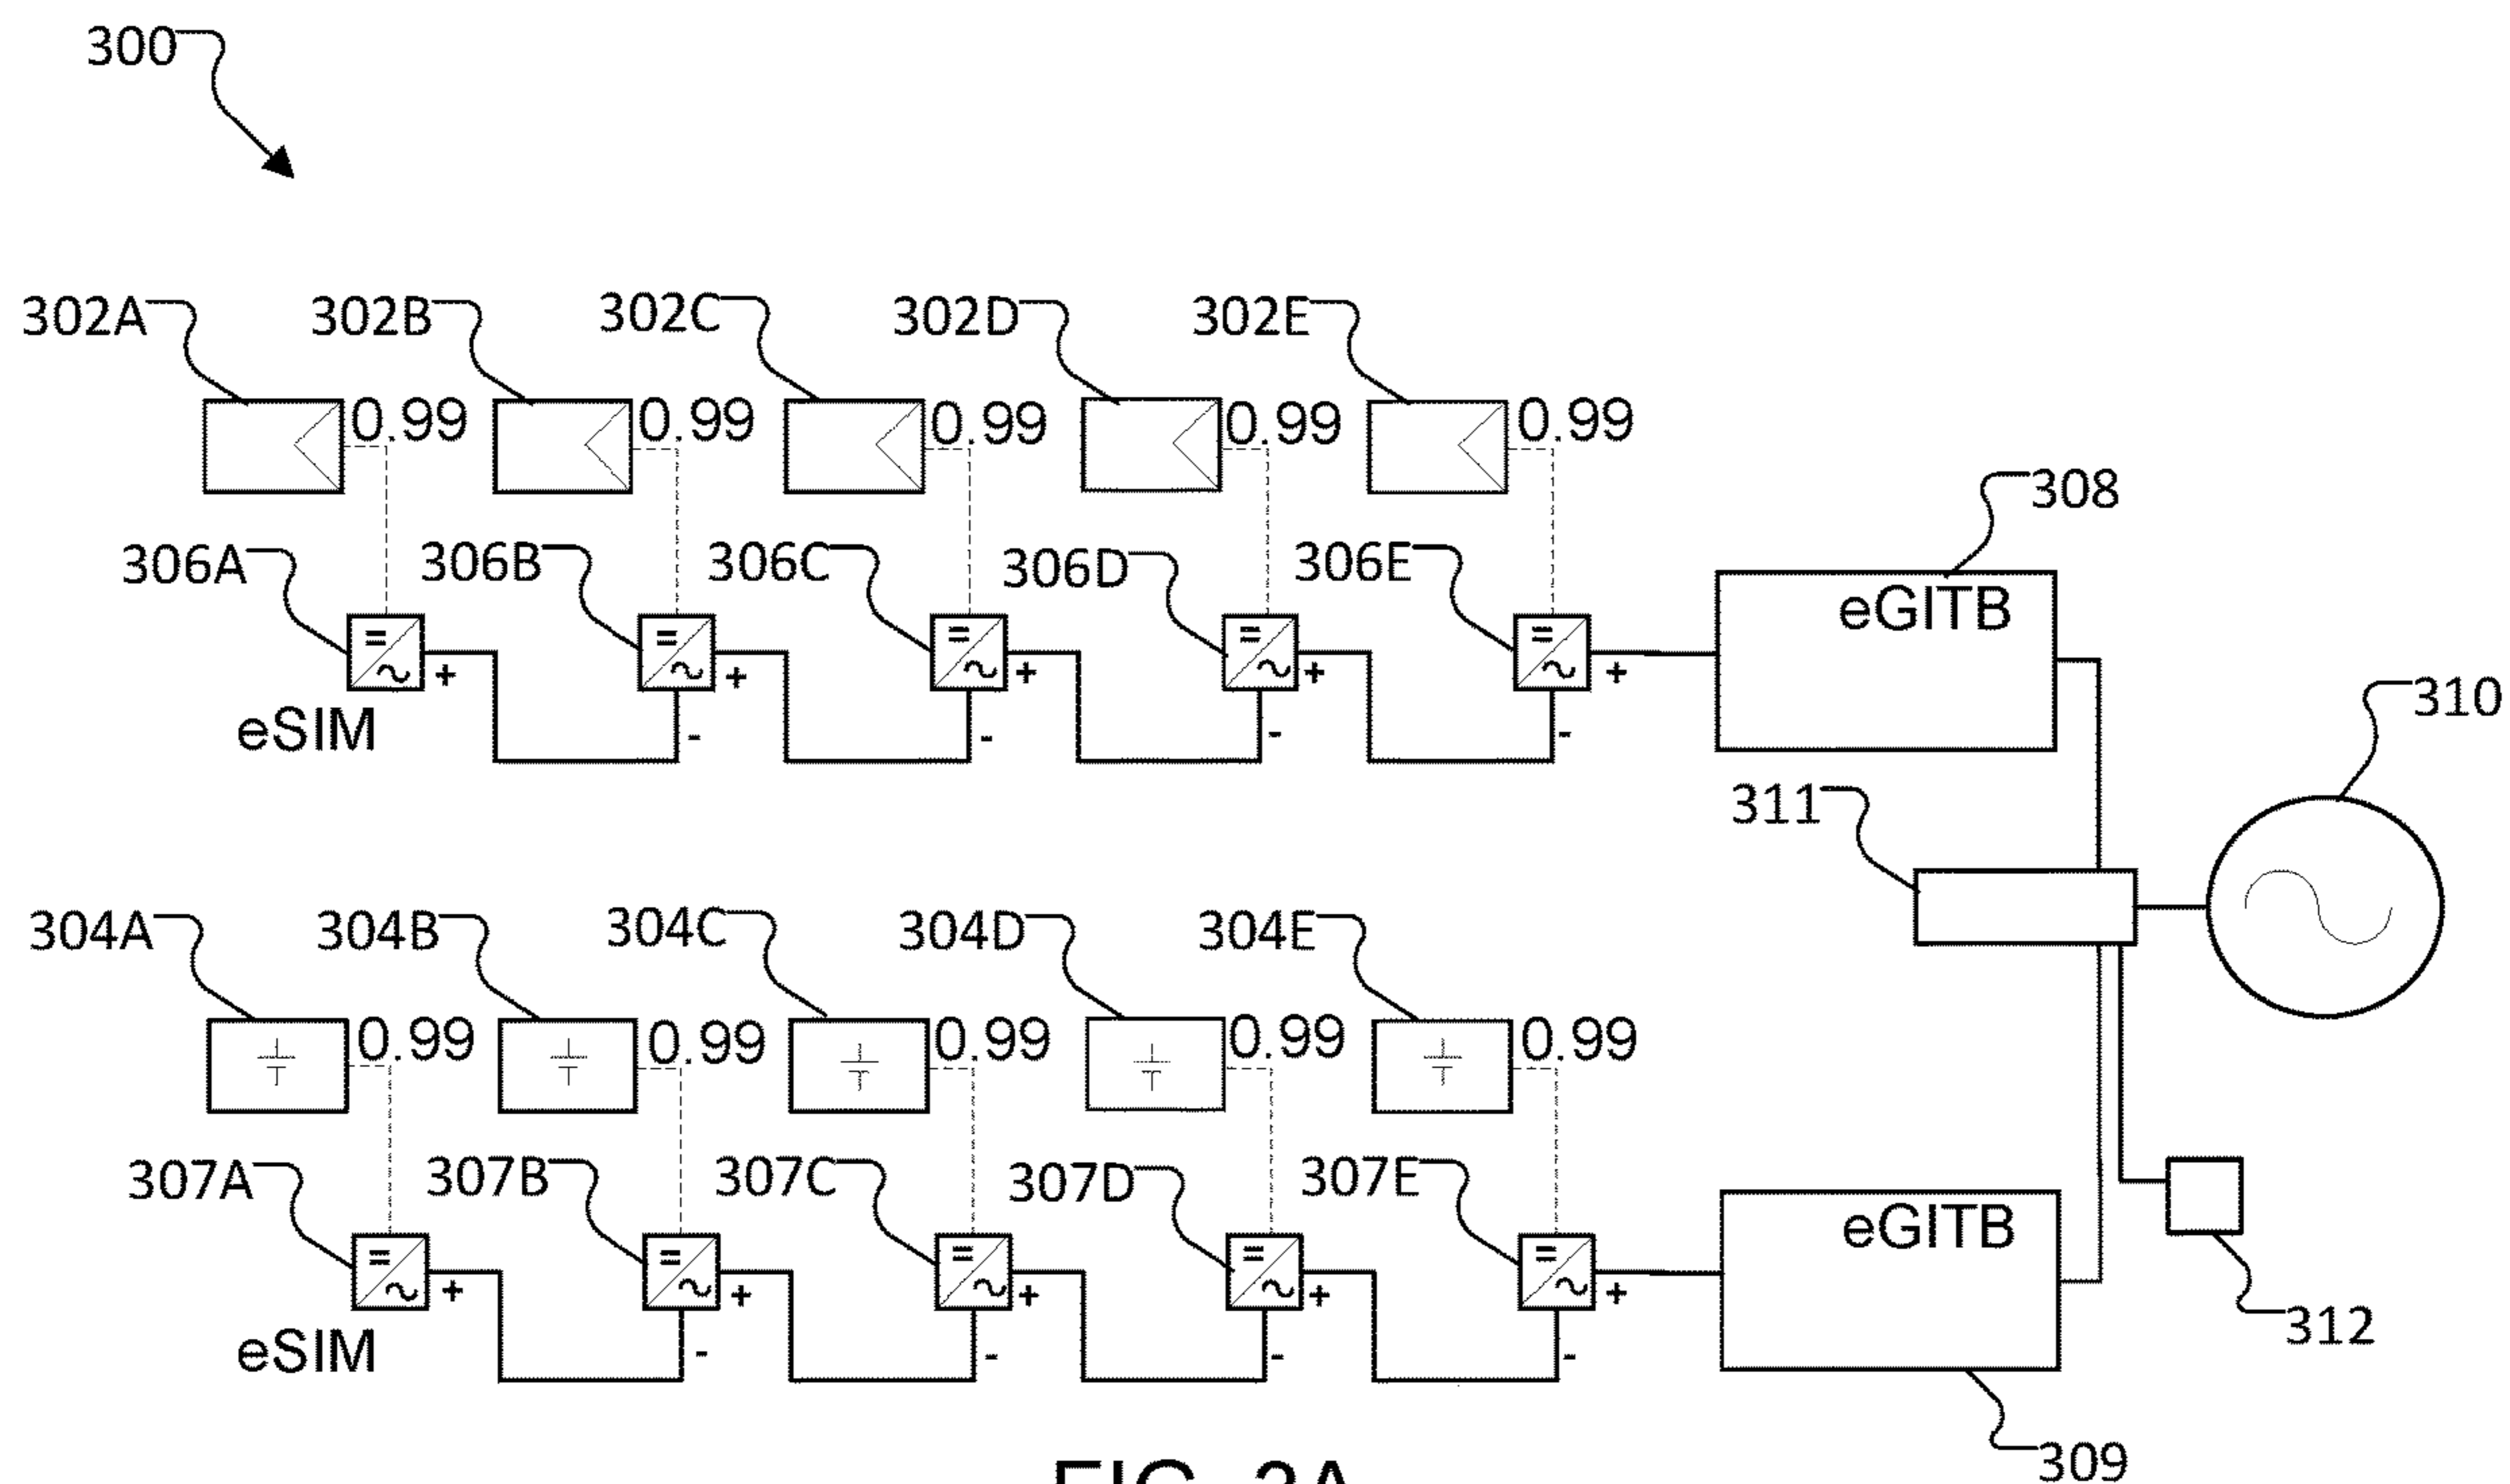 300
302A 302B 302C 302D 302E
0.99 0.99 0.99 0.99 0.99
308
306A 306B 306C 306D 306E
eGITB
= = = = =
+ + + + +
310
eSIM - - - -
311
304A 304B 304C 304D 304E
0.99 0.99 0.99 0.99 0.99
307A 307B 307C 307D 307E
eGITB
= = = = =
+ + + + +
312
eSIM - - - -
309